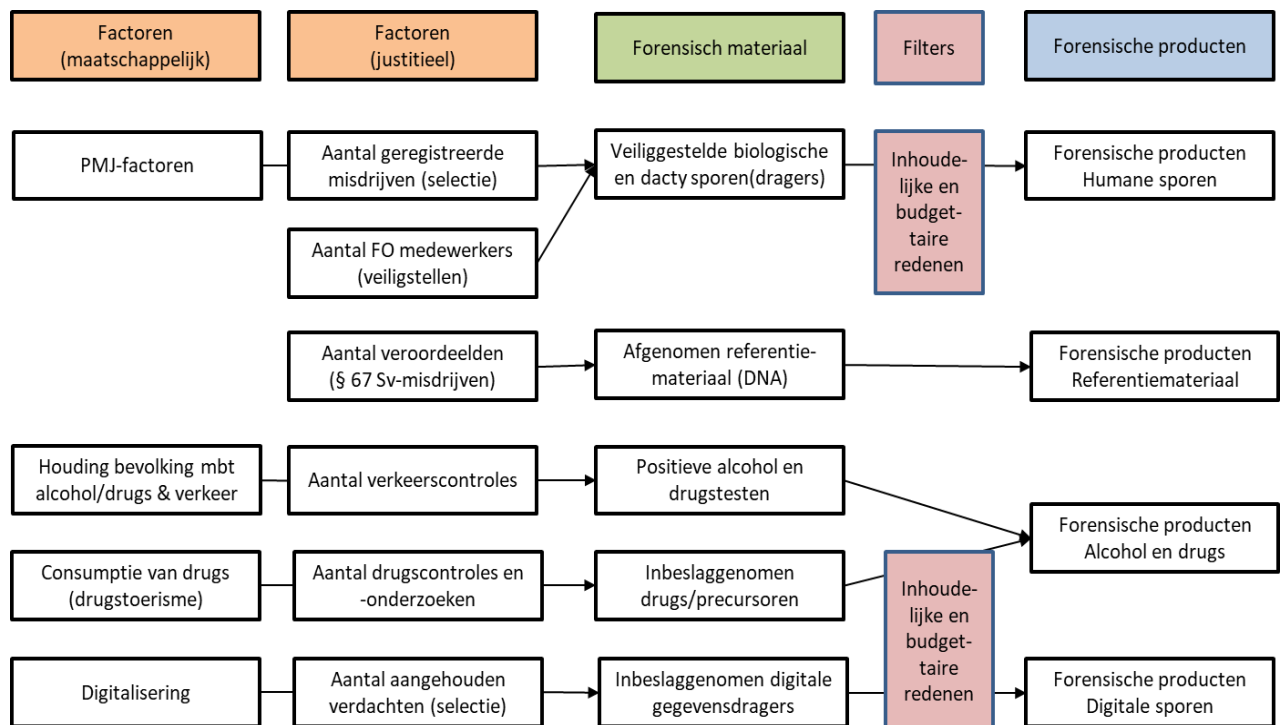 Factoren
(maatschappelijk)
Factoren
(justitieel)
Forensisch materiaal
Filters
Forensische producten
PMJ-factoren
Aantal geregistreerde
misdrijven (selectie)
Veiliggestelde biologische
en dacty sporen(dragers)
Inhoude-
lijke en
budget-
taire
redenen
Forensische producten
Humane sporen
Aantal FO medewerkers
(veiligstellen)
Aantal veroordeelden
(§ 67 Sv-misdrijven)
Afgenomen referentie-
materiaal (DNA)
Forensische producten
Referentiemateriaal
Houding bevolking mbt
alcohol/drugs & verkeer
Aantal verkeerscontroles
Positieve alcohol en
drugstesten
Forensische producten
Alcohol en drugs
Consumptie van drugs
(drugstoerisme)
Aantal drugscontroles en
-onderzoeken
Inbeslaggenomen
drugs/precursoren
Inhoude-
lijke en
budget-
taire
redenen
Digitalisering
Aantal aangehouden
verdachten (selectie)
Inbeslaggenomen digitale
gegevensdragers
Forensische producten
Digitale sporen